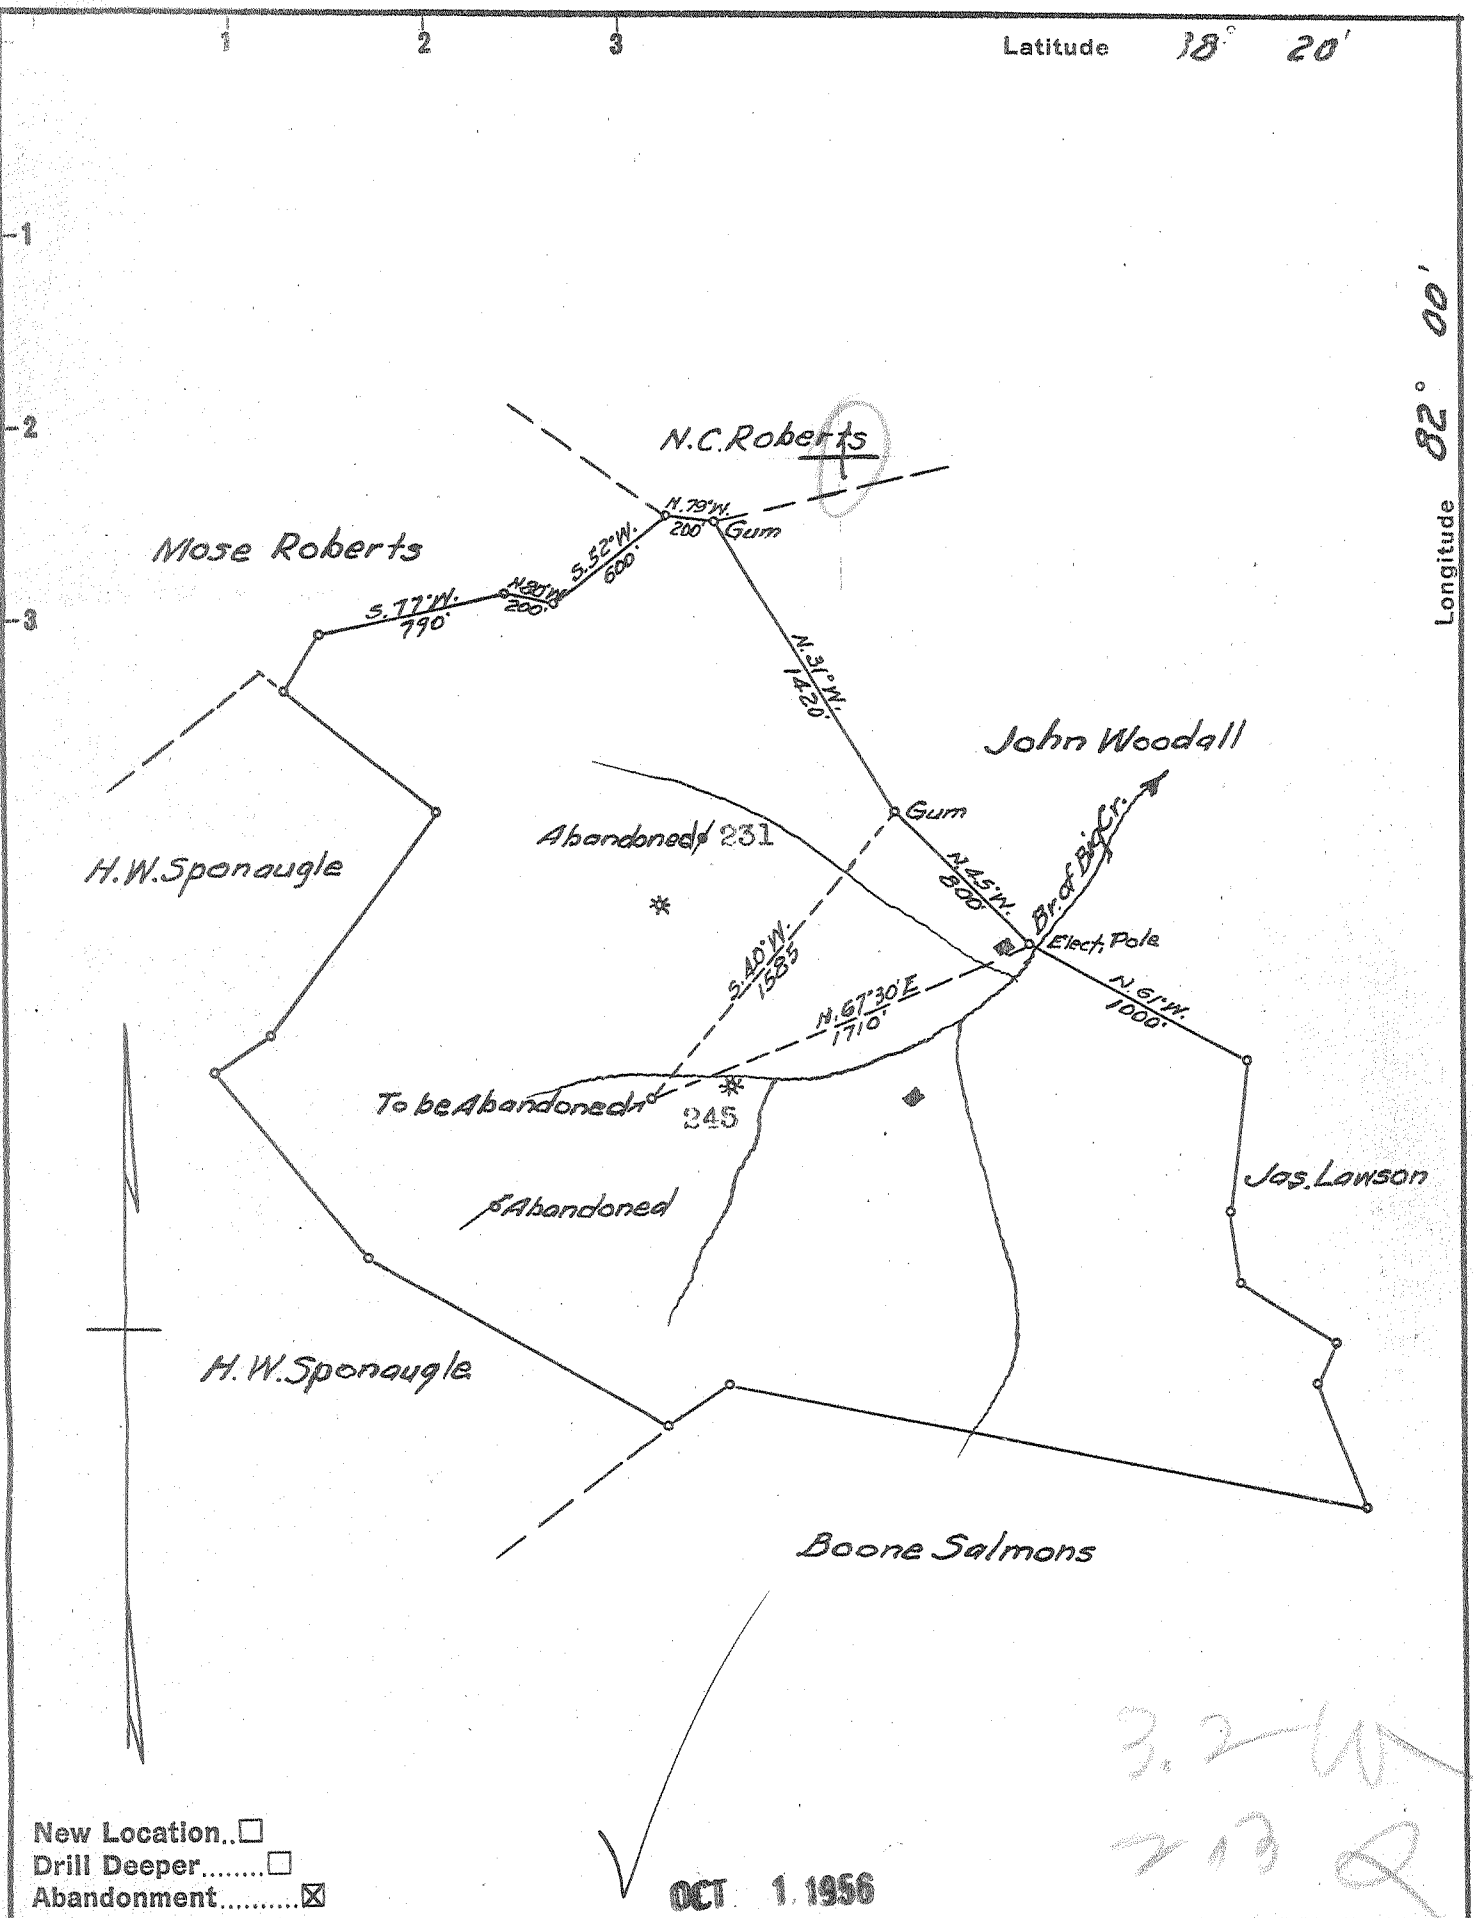 1 2 3
Latitude 38° 20'
1
2
3
Longitude 82° 00'
N.C. Roberts
Mose Roberts
N.79°W.
200'
Gum
S.52°W.
600'
N.80°W.
200'
S.77°W.
790'
N.31°W.
1420'
John Woodall
Gum
Abandoned 231
H.W. Sponaugle
N.45°W.
800'
Br. of Big Cr.
Elect. Pole
S.40°W.
1585
N.67°30'E
1710'
N.61°W.
1000'
To be Abandoned
245
Jas. Lawson
Abandoned
H.W. Sponaugle
Boone Salmons
3.2 W
New Location..☐
Drill Deeper........☐
Abandonment..........☒
OCT 1 1956